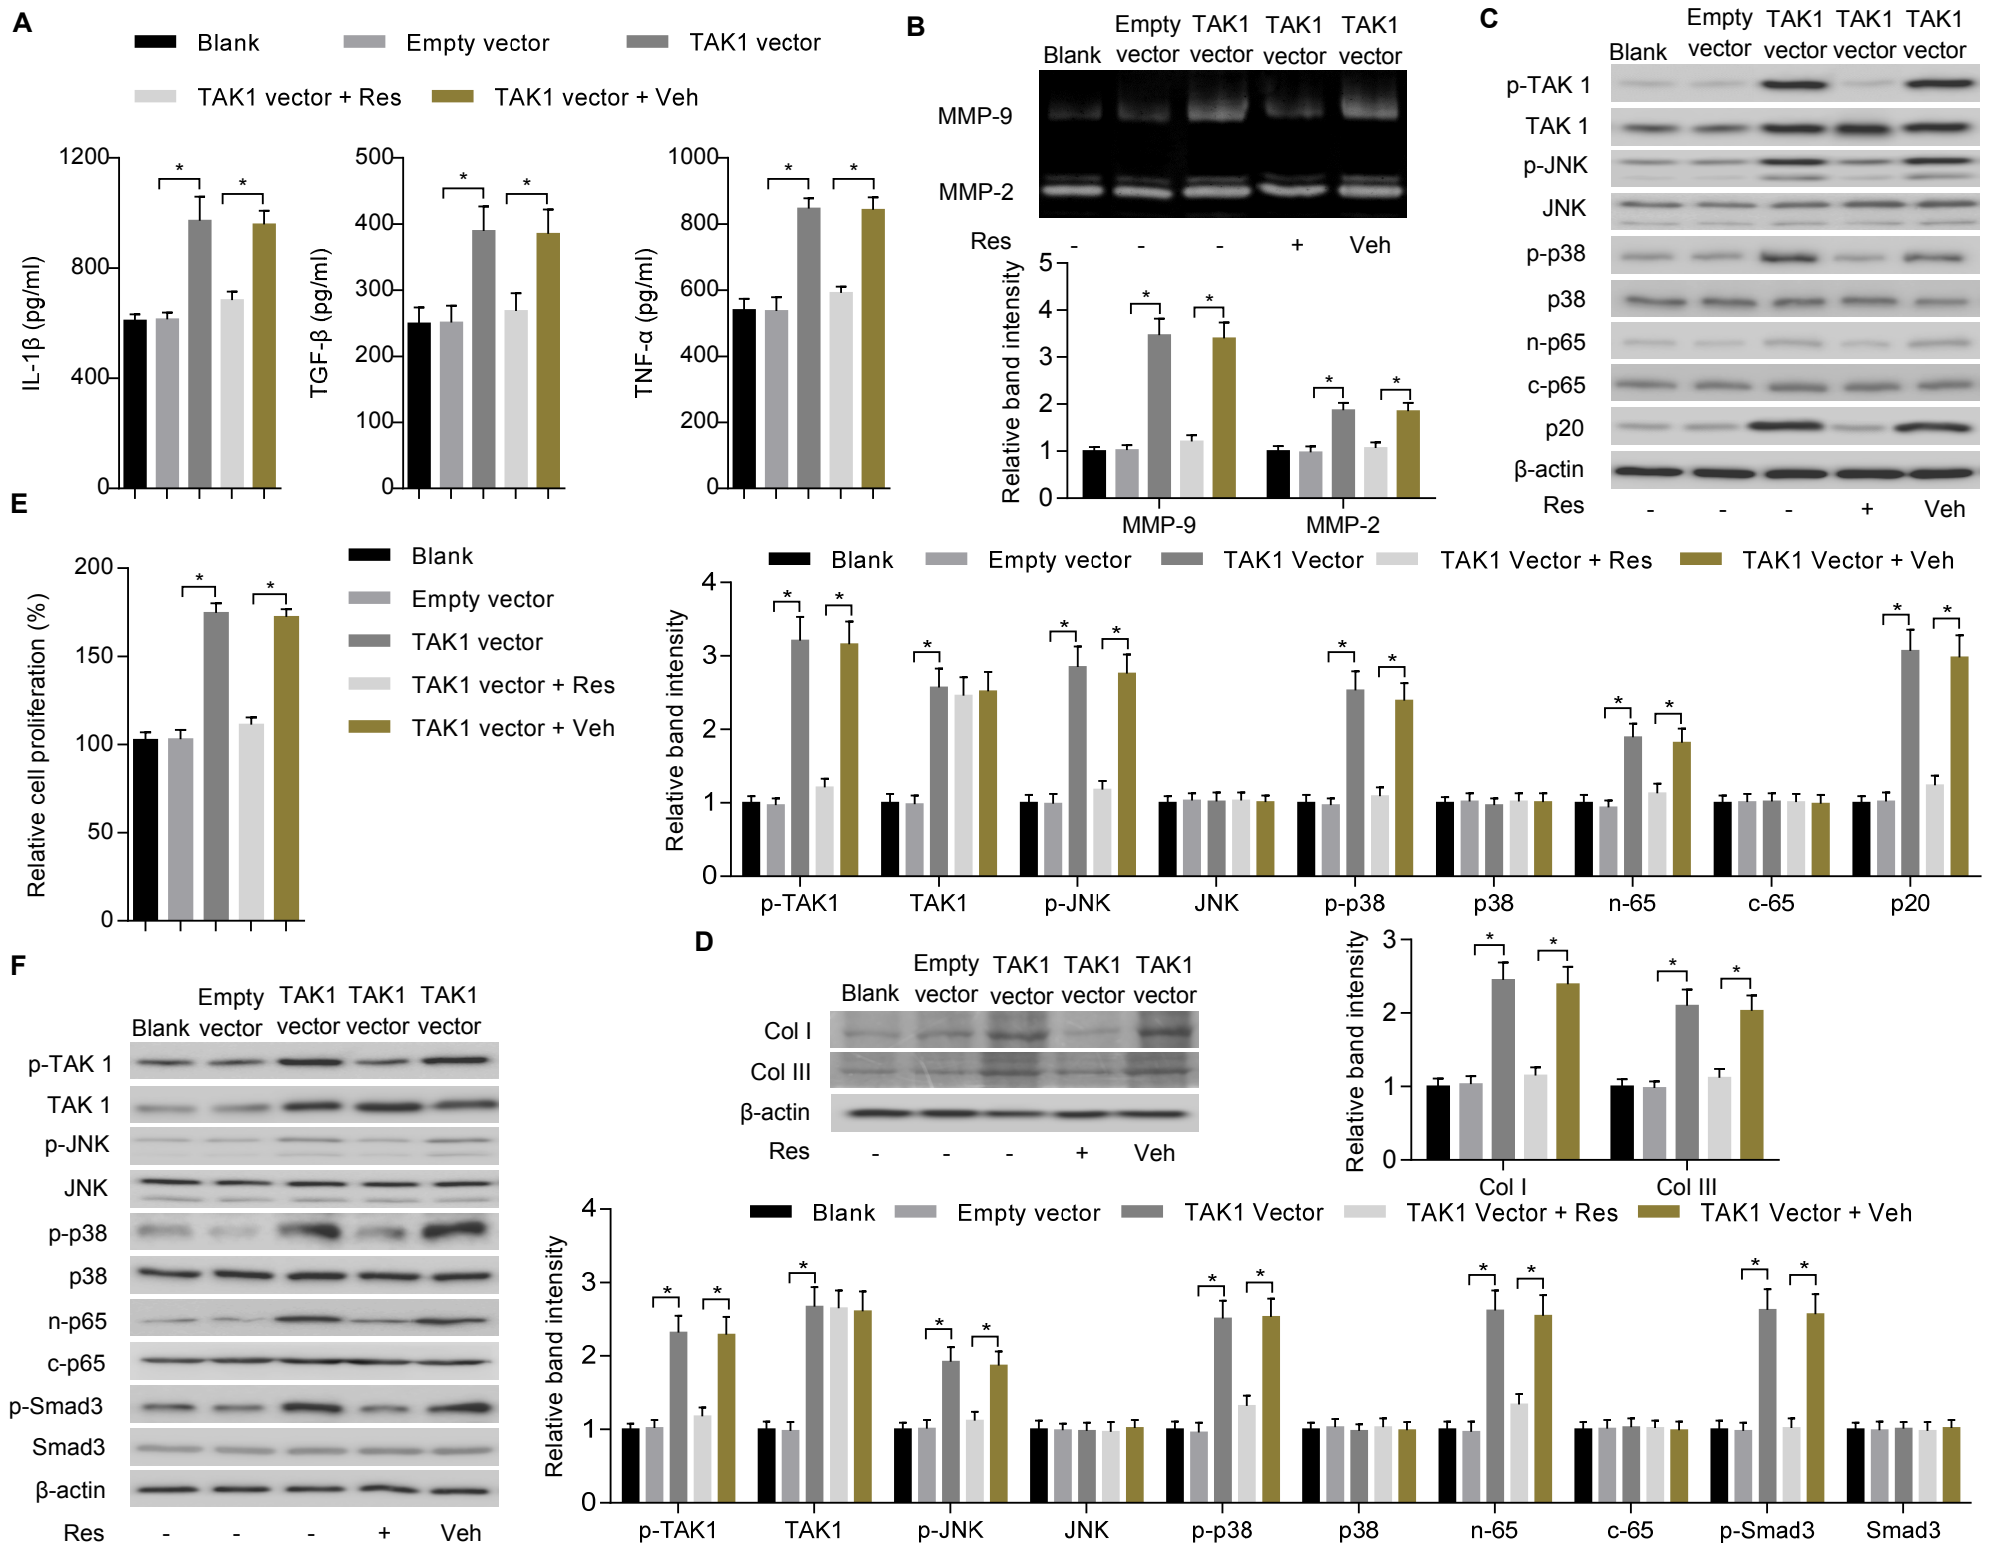 A
Blank
Empty vector
TAK1 vector
TAK1 vector + Res
TAK1 vector + Veh
IL-1β (pg/ml)
1200
800
400
0
*
*
TGF-β (pg/ml)
500
400
300
200
100
0
*
*
TNF-α (pg/ml)
1000
800
600
400
200
0
*
*
B
Blank
Empty vector
TAK1 vector
TAK1 vector
TAK1 vector
MMP-9
MMP-2
Res - - - + Veh
Relative band intensity
5
4
3
2
1
0
*
*
*
*
MMP-9
MMP-2
C
Blank
Empty vector
TAK1 vector
TAK1 vector
TAK1 vector
p-TAK 1
TAK 1
p-JNK
JNK
p-p38
p38
n-p65
c-p65
p20
β-actin
Res - - - + Veh
Blank
Empty vector
TAK1 Vector
TAK1 Vector + Res
TAK1 Vector + Veh
Relative band intensity
4
3
2
1
0
*
*
*
*
*
*
*
*
*
*
*
p-TAK1
TAK1
p-JNK
JNK
p-p38
p38
n-65
c-65
p20
E
Relative cell proliferation (%)
200
150
100
50
0
*
*
Blank
Empty vector
TAK1 vector
TAK1 vector + Res
TAK1 vector + Veh
D
Blank
Empty vector
TAK1 vector
TAK1 vector
TAK1 vector
Col I
Col III
β-actin
Res - - - + Veh
Relative band intensity
3
2
1
0
*
*
*
*
Col I
Col III
F
Blank
Empty vector
TAK1 vector
TAK1 vector
TAK1 vector
p-TAK 1
TAK 1
p-JNK
JNK
p-p38
p38
n-p65
c-p65
p-Smad3
Smad3
β-actin
Res - - - + Veh
Blank
Empty vector
TAK1 Vector
TAK1 Vector + Res
TAK1 Vector + Veh
Relative band intensity
4
3
2
1
0
*
*
*
*
*
*
*
*
*
*
*
p-TAK1
TAK1
p-JNK
JNK
p-p38
p38
n-65
c-65
p-Smad3
Smad3